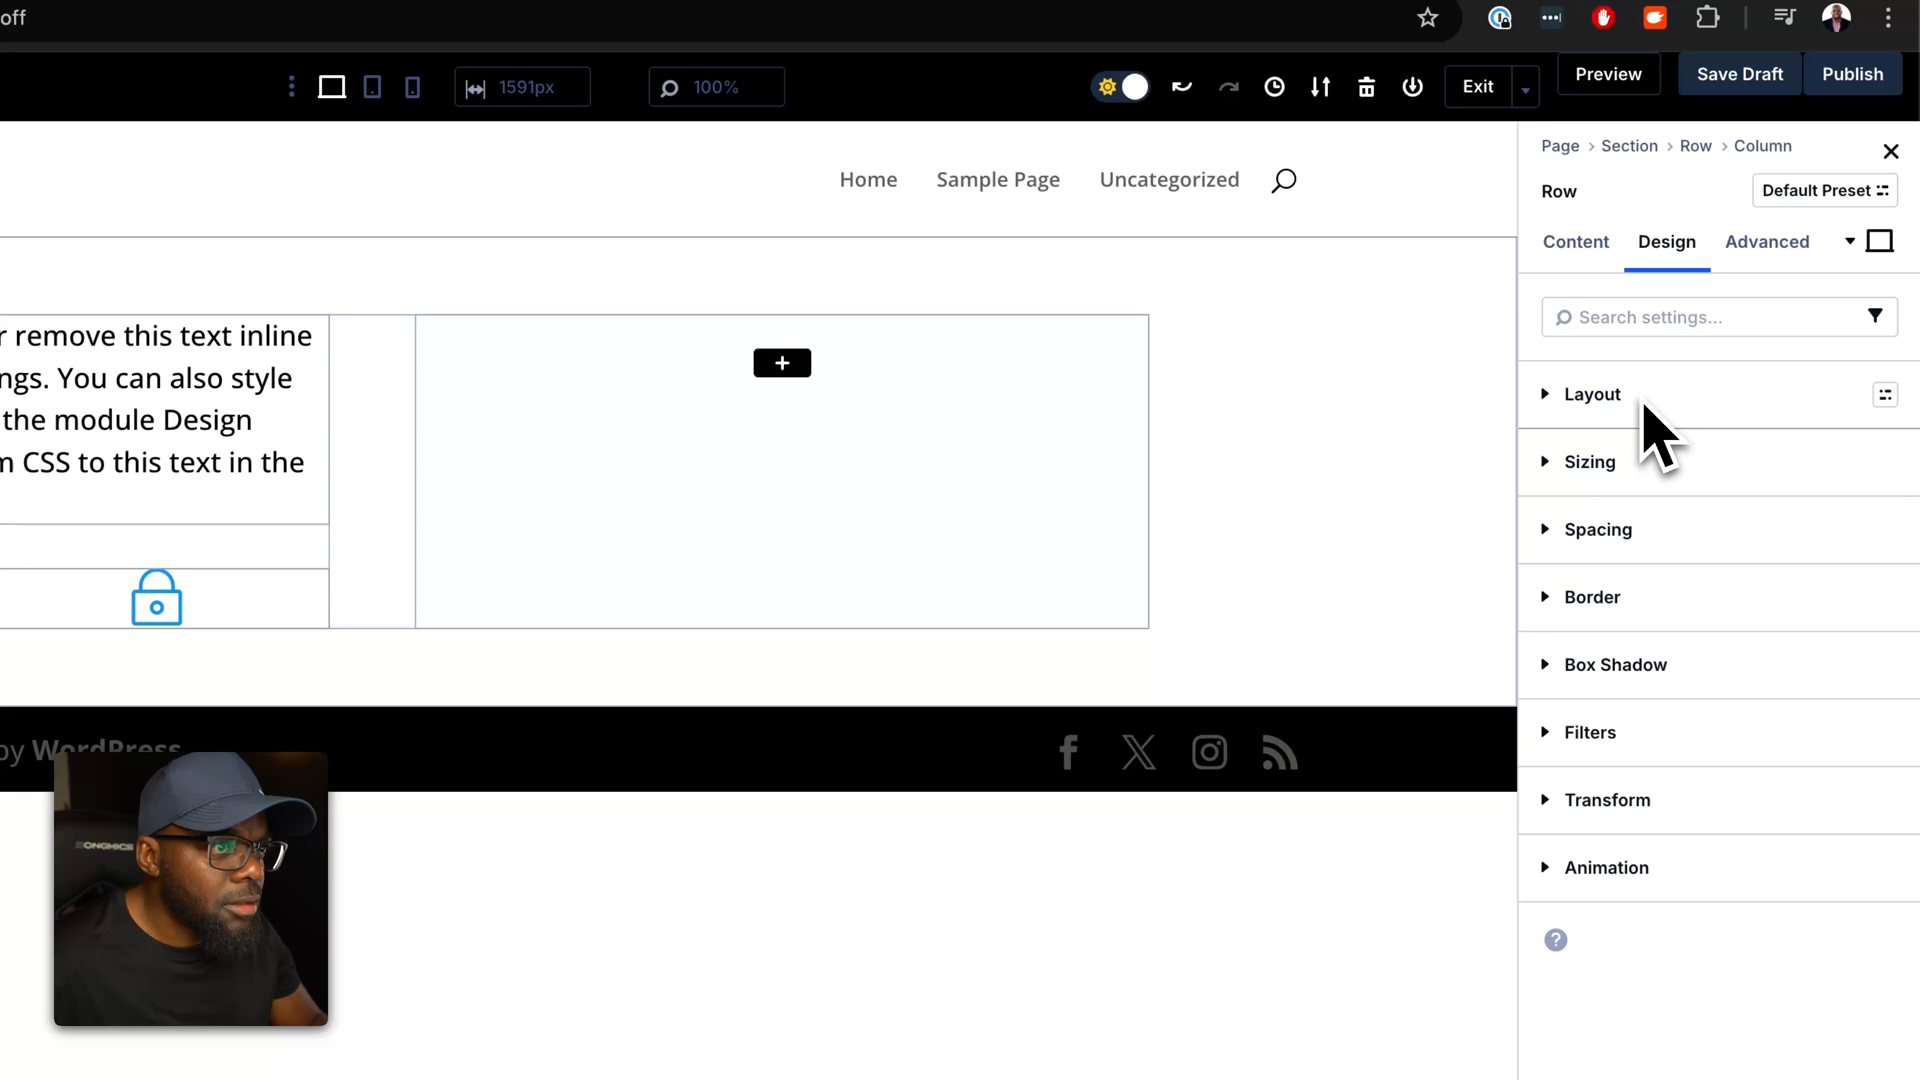 off
1591px
100%
Exit
Preview
Save Draft
Publish
Home
Sample Page
Uncategorized
r remove this text inline
ngs. You can also style
the module Design
m CSS to this text in the
+
by WordPress
Page > Section > Row > Column
Row
Default Preset
Content
Design
Advanced
Search settings...
Layout
Sizing
Spacing
Border
Box Shadow
Filters
Transform
Animation
?